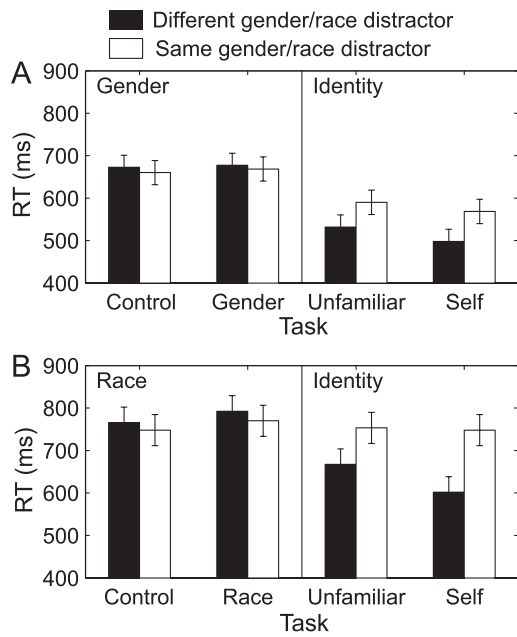 Different gender/race distractor
Same gender/race distractor
A
Gender
Identity
RT (ms)
900
800
700
600
500
400
Control
Gender
Unfamiliar
Self
Task
B
Race
Identity
RT (ms)
900
800
700
600
500
400
Control
Race
Unfamiliar
Self
Task